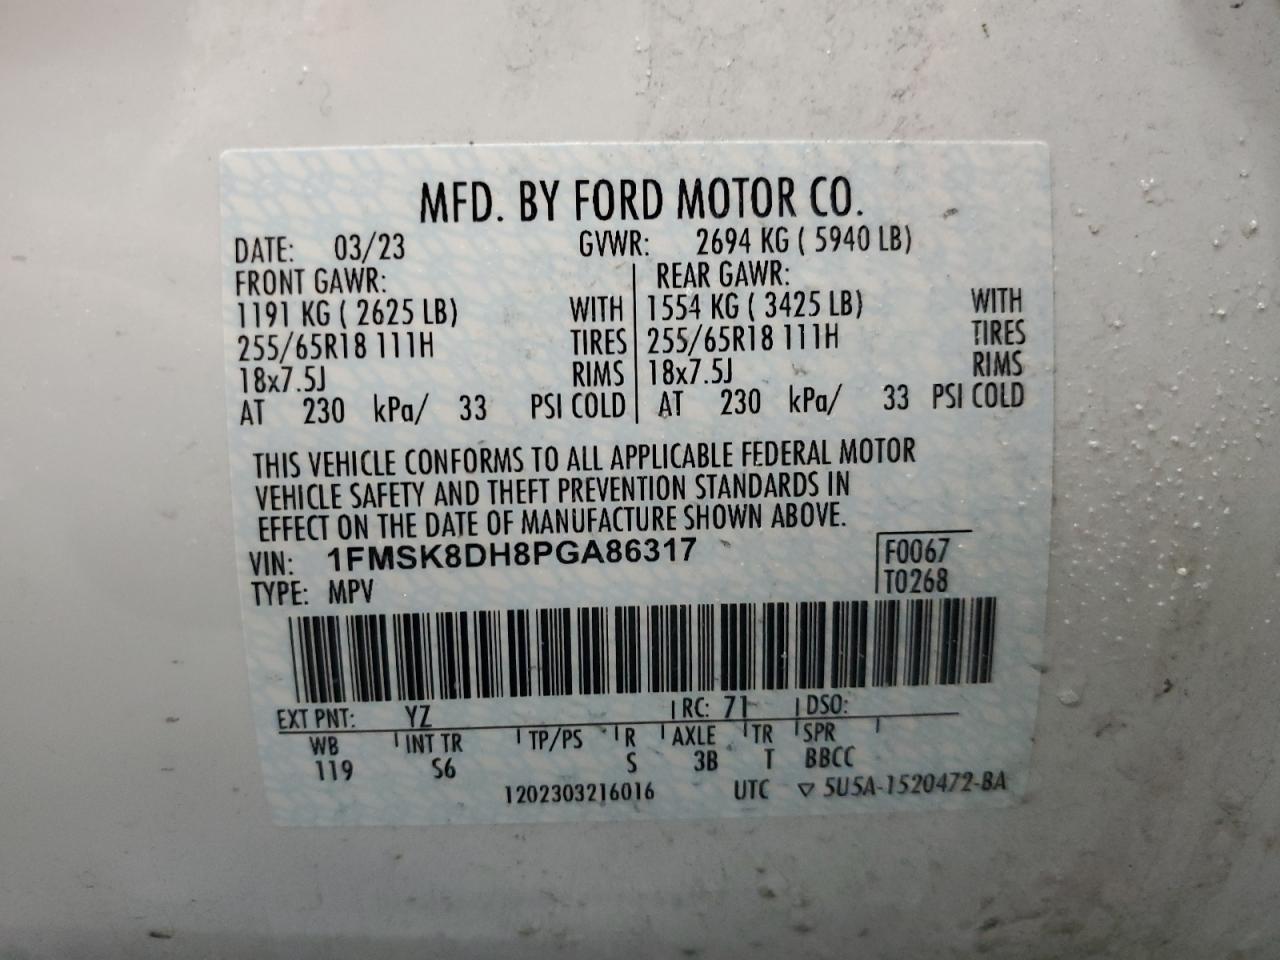 MFD. BY FORD MOTOR CO.
DATE: 03/23 GVWR: 2694 KG ( 5940 LB)
FRONT GAWR: REAR GAWR:
1191 KG ( 2625 LB) WITH 1554 KG ( 3425 LB) WITH
255/65R18 111H TIRES 255/65R18 111H TIRES
18x7.5J RIMS 18x7.5J RIMS
AT 230 kPa/ 33 PSI COLD AT 230 kPa/ 33 PSI COLD
THIS VEHICLE CONFORMS TO ALL APPLICABLE FEDERAL MOTOR
VEHICLE SAFETY AND THEFT PREVENTION STANDARDS IN
EFFECT ON THE DATE OF MANUFACTURE SHOWN ABOVE.
VIN: 1FMSK8DH8PGA86317 F0067
TYPE: MPV T0268
EXT PNT: YZ RC: 71 DSO:
WB INT TR TP/PS R AXLE TR SPR
119 S6 S 3B T BBCC
1202303216016 UTC ▽ 5U5A-1520472-BA